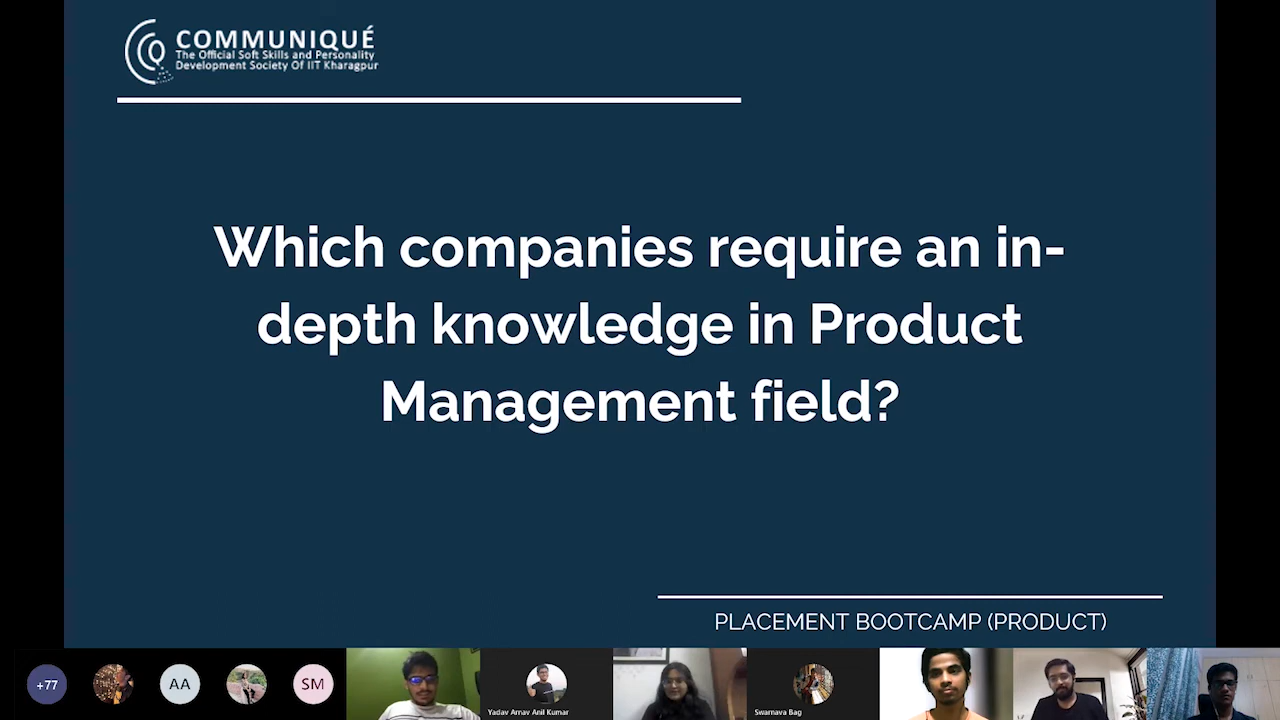 COMMUNIQUÉ
The Official Soft Skills and Personality
Development Society Of IIT Kharagpur
Which companies require an in-
depth knowledge in Product
Management field?
PLACEMENT BOOTCAMP (PRODUCT)
+77
AA
SM
Yadav Arnav Anil Kumar
Swarnava Bag